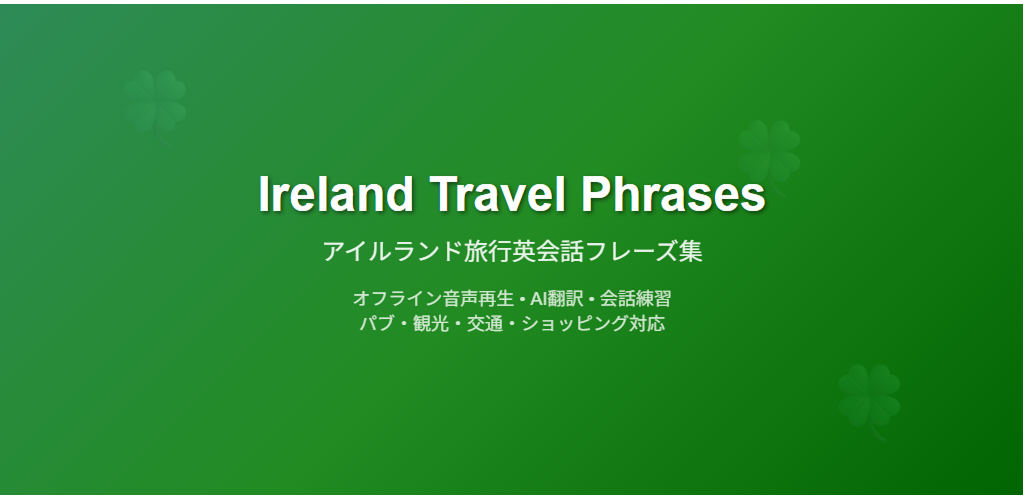 Ireland Travel Phrases
アイルランド旅行英会話フレーズ集
オフライン音声再生 • AI翻訳 • 会話練習
パブ・観光・交通・ショッピング対応